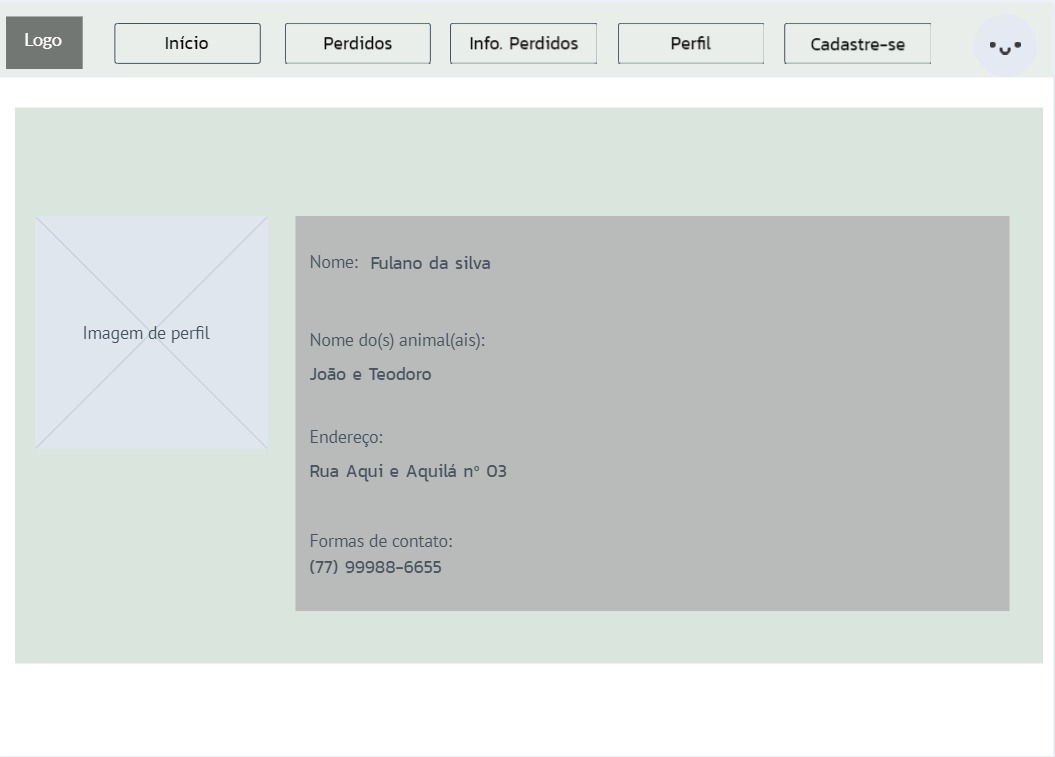 Logo
Início
Perdidos
Info. Perdidos
Perfil
Cadastre-se
Imagem de perfil
Nome: Fulano da silva
Nome do(s) animal(ais):
João e Teodoro
Endereço:
Rua Aqui e Aquilá nº 03
Formas de contato:
(77) 99988-6655